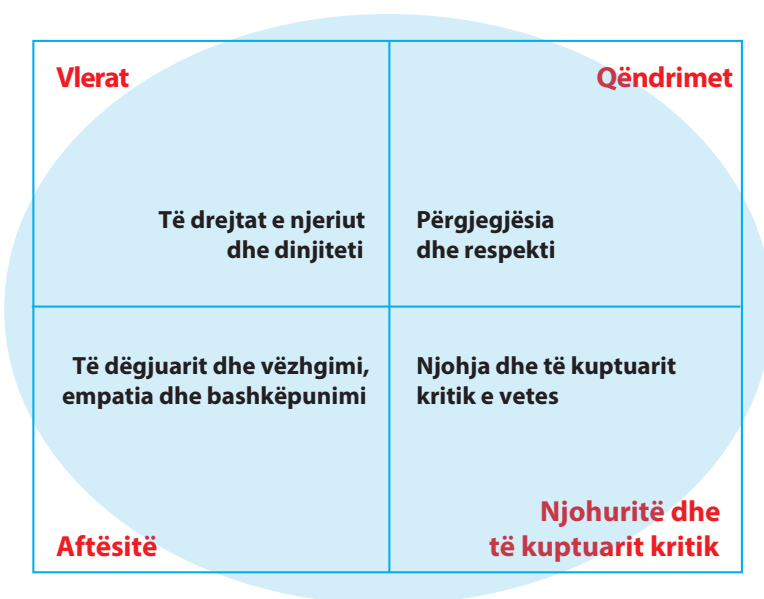 Vlerat
Qëndrimet
Të drejtat e njeriut
dhe dinjiteti
Përgjegjësia
dhe respekti
Të dëgjuarit dhe vëzhgimi,
empatia dhe bashkëpunimi
Njohja dhe të kuptuarit
kritik e vetes
Aftësitë
Njohuritë dhe
të kuptuarit kritik